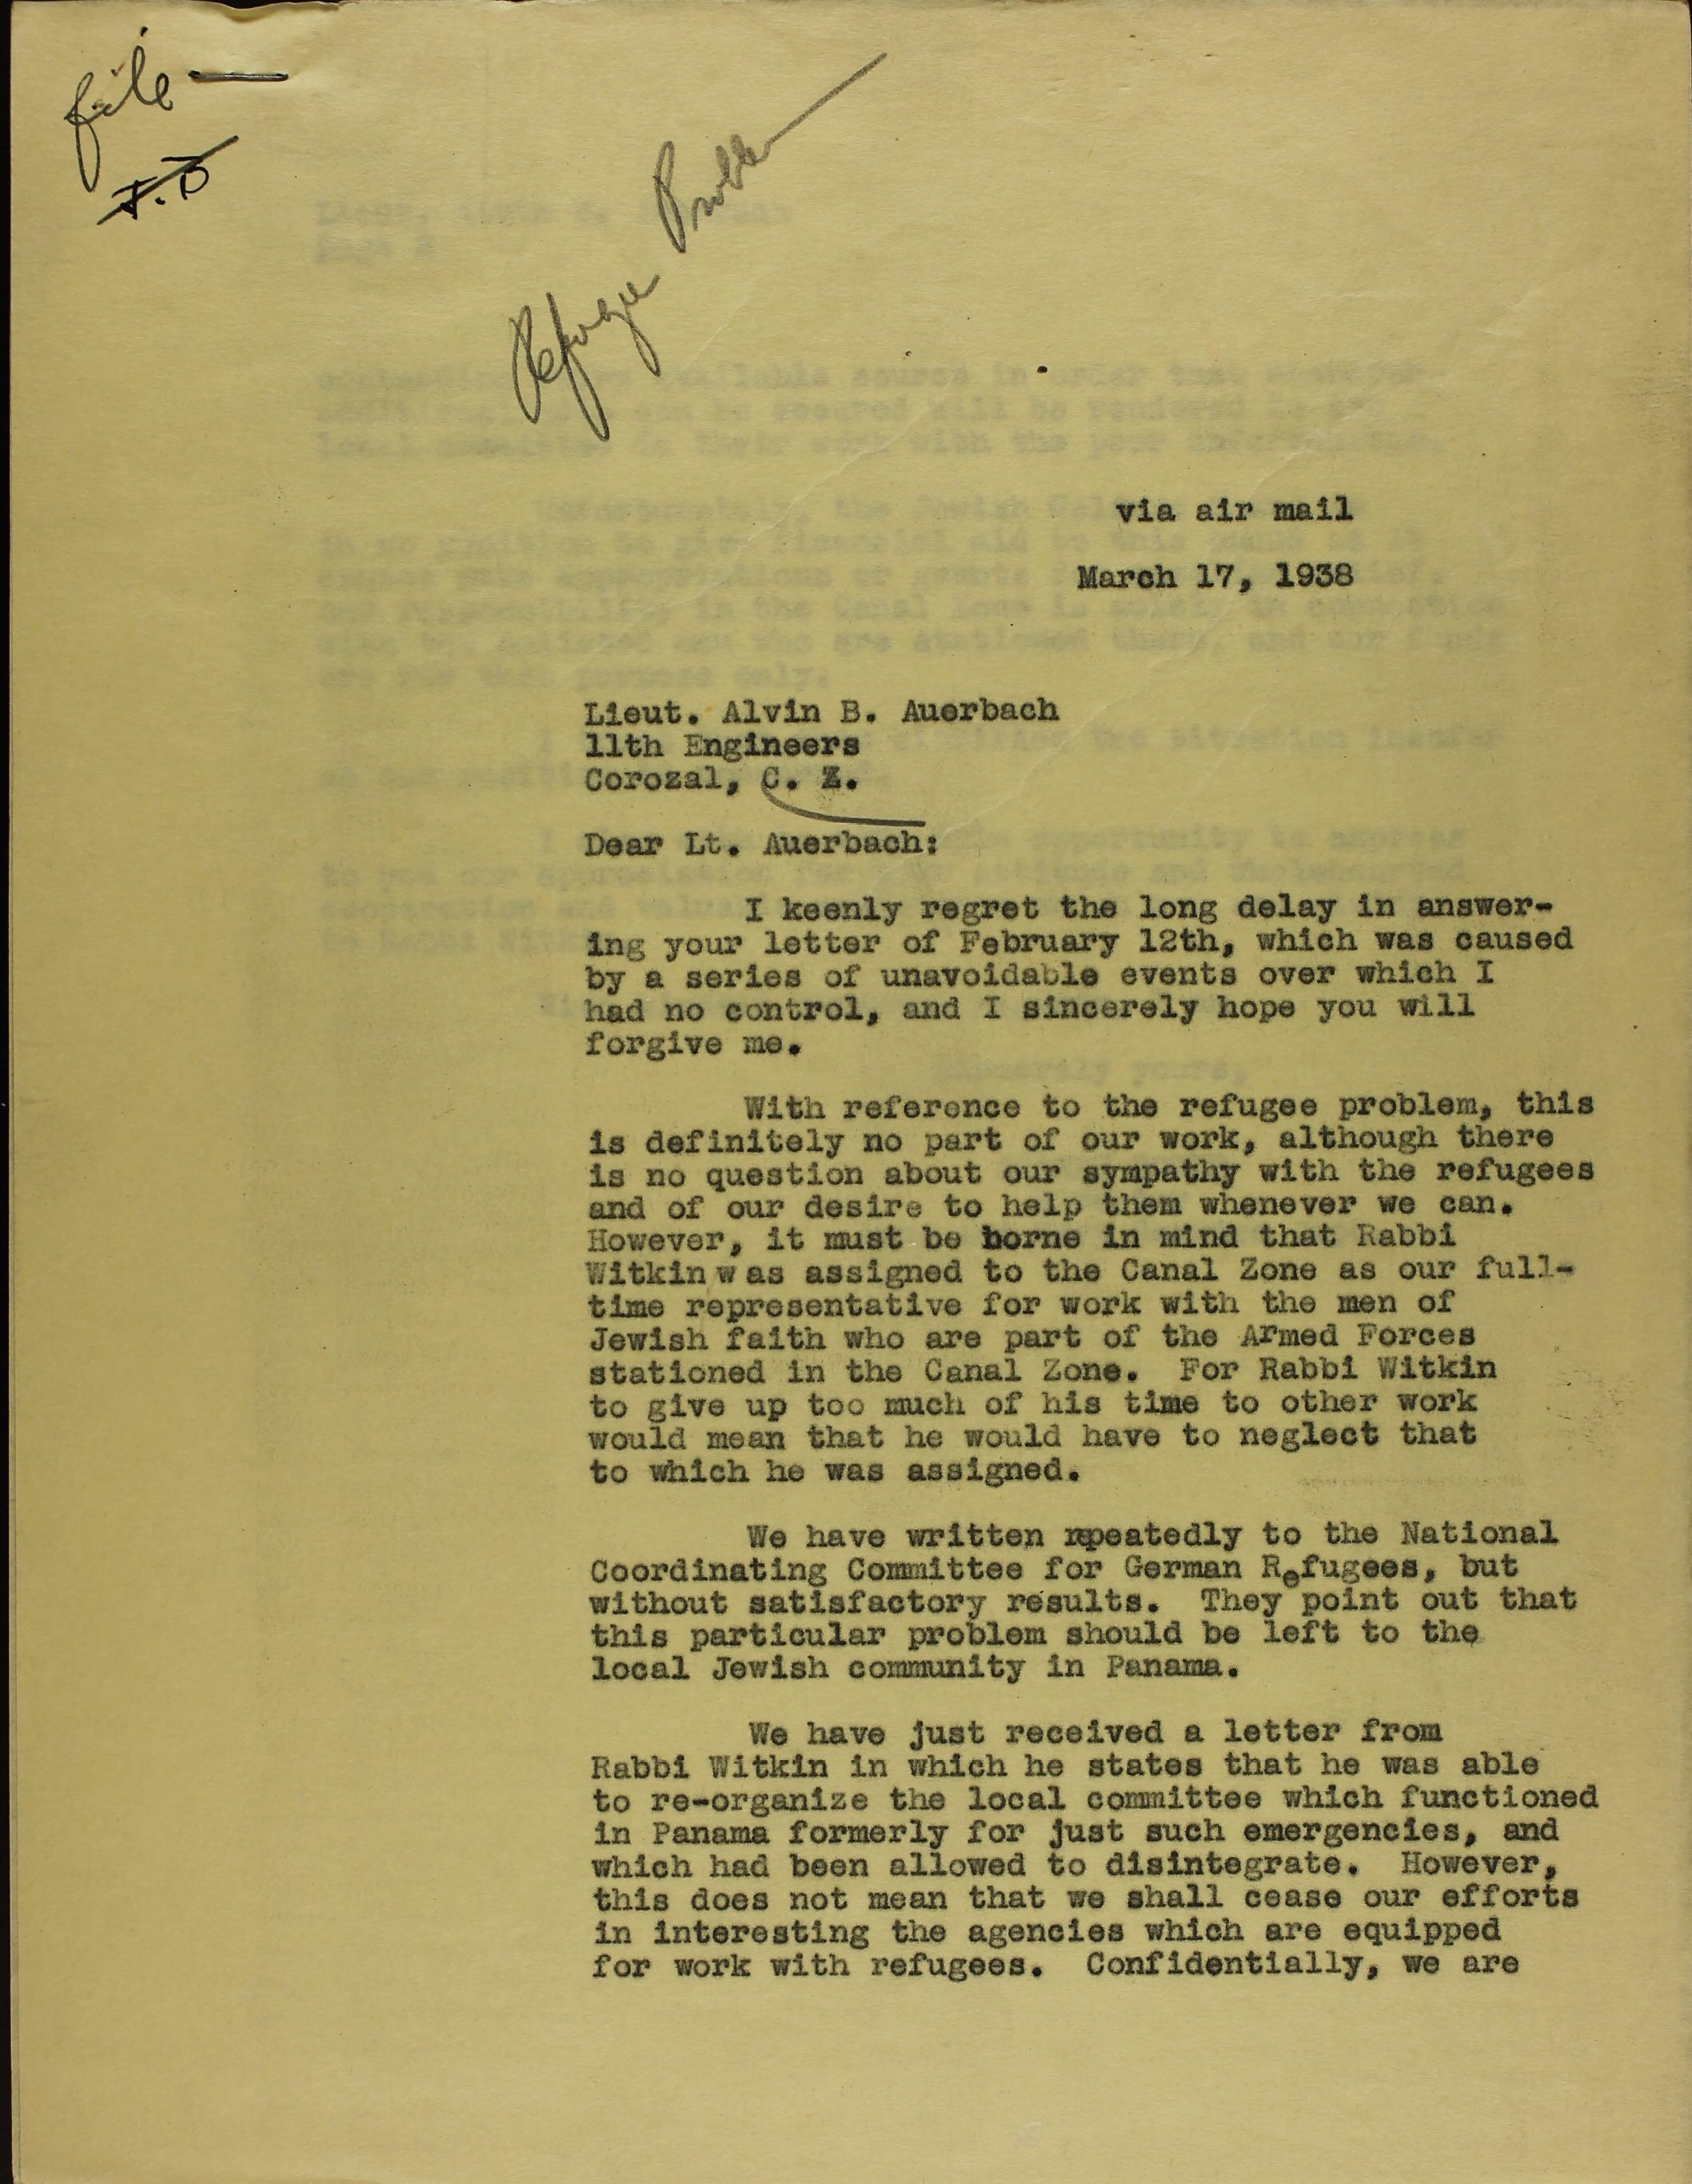 file —
Refugee Problem
via air mail
March 17, 1938
Lieut. Alvin B. Auerbach
11th Engineers
Corozal, C. Z.
Dear Lt. Auerbach:
I keenly regret the long delay in answer-
ing your letter of February 12th, which was caused
by a series of unavoidable events over which I
had no control, and I sincerely hope you will
forgive me.
With reference to the refugee problem, this
is definitely no part of our work, although there
is no question about our sympathy with the refugees
and of our desire to help them whenever we can.
However, it must be borne in mind that Rabbi
Witkin was assigned to the Canal Zone as our full-
time representative for work with the men of
Jewish faith who are part of the Armed Forces
stationed in the Canal Zone. For Rabbi Witkin
to give up too much of his time to other work
would mean that he would have to neglect that
to which he was assigned.
We have written repeatedly to the National
Coordinating Committee for German Refugees, but
without satisfactory results. They point out that
this particular problem should be left to the
local Jewish community in Panama.
We have just received a letter from
Rabbi Witkin in which he states that he was able
to re-organize the local committee which functioned
in Panama formerly for just such emergencies, and
which had been allowed to disintegrate. However,
this does not mean that we shall cease our efforts
in interesting the agencies which are equipped
for work with refugees. Confidentially, we are